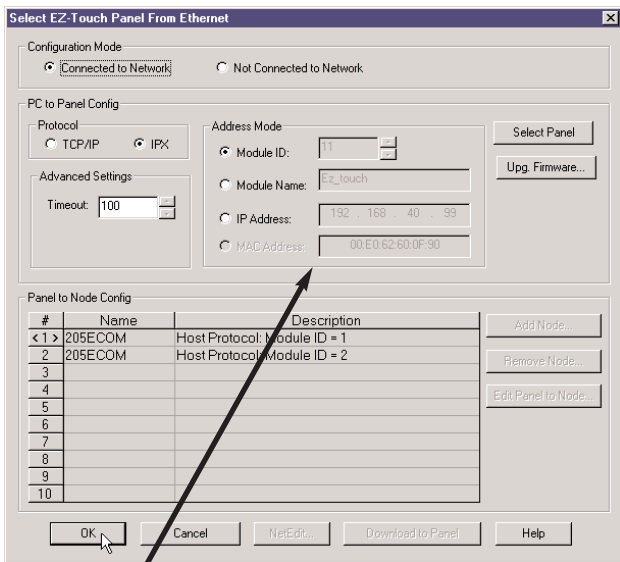 Select EZ-Touch Panel From Ethernet
Configuration Mode
Connected to Network
Not Connected to Network
PC to Panel Config
Protocol
TCP/IP
IPX
Advanced Settings
Timeout: 100
Address Mode
Module ID: 11
Module Name: Ez_touch
IP Address: 192 . 168 . 40 . 99
MAC Address: 00:E0:62:60:0F:90
Select Panel
Upg. Firmware...
Panel to Node Config
# Name Description
<1> 205ECOM Host Protocol: Module ID = 1
2 205ECOM Host Protocol: Module ID = 2
3
4
5
6
7
8
9
10
Add Node...
Remove Node...
Edit Panel to Node...
OK Cancel NetEdit... Download to Panel Help